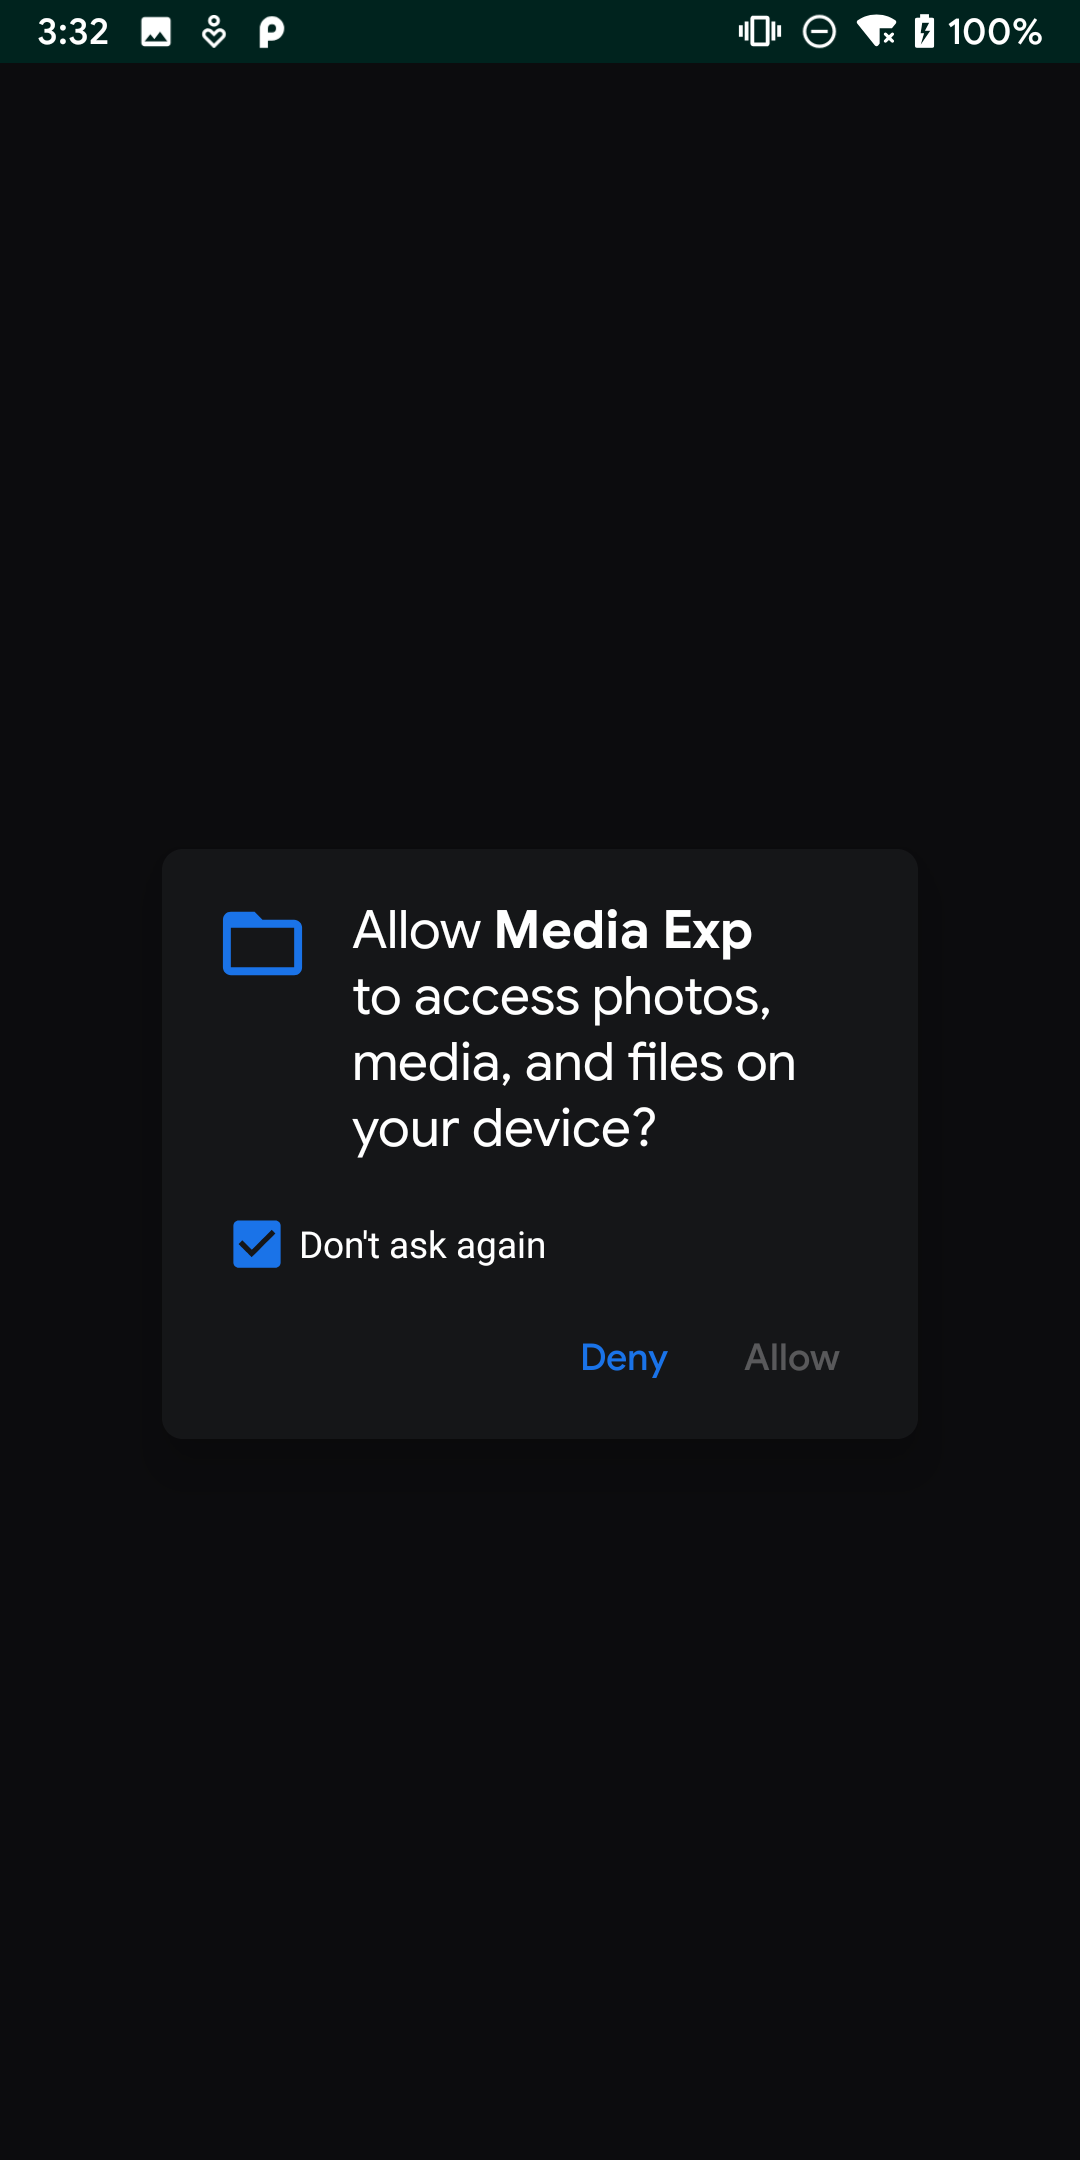 3:32
100%
Allow Media Exp
to access photos,
media, and files on
your device?
Don't ask again
Deny Allow